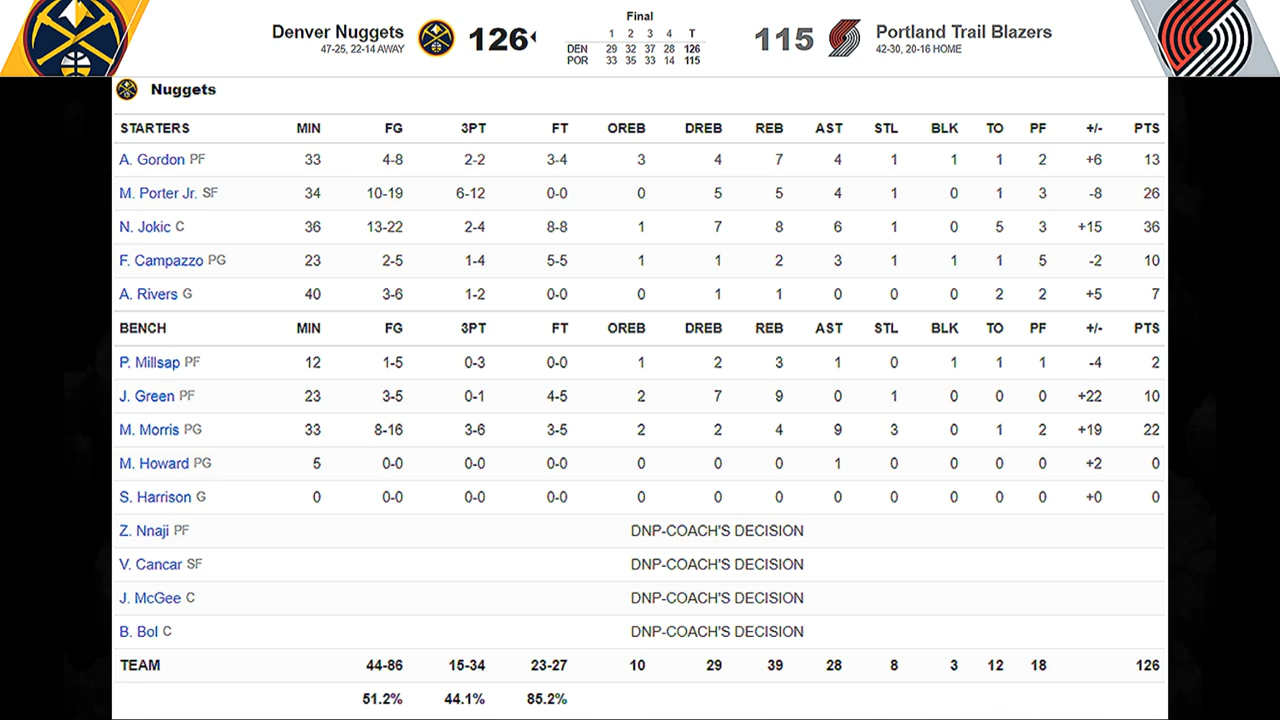 Final
Denver Nuggets 126 115 Portland Trail Blazers
47-25, 22-14 AWAY 42-30, 20-16 HOME
1 2 3 4 T
DEN 29 32 37 28 126
POR 33 35 33 14 115
Nuggets
STARTERS MIN FG 3PT FT OREB DREB REB AST STL BLK TO PF +/- PTS
A. Gordon PF 33 4-8 2-2 3-4 3 4 7 4 1 1 1 2 +6 13
M. Porter Jr. SF 34 10-19 6-12 0-0 0 5 5 4 1 0 1 3 -8 26
N. Jokic C 36 13-22 2-4 8-8 1 7 8 6 1 0 5 3 +15 36
F. Campazzo PG 23 2-5 1-4 5-5 1 1 2 3 1 1 1 5 -2 10
A. Rivers G 40 3-6 1-2 0-0 0 1 1 0 0 0 2 2 +5 7
BENCH MIN FG 3PT FT OREB DREB REB AST STL BLK TO PF +/- PTS
P. Millsap PF 12 1-5 0-3 0-0 1 2 3 1 0 1 1 1 -4 2
J. Green PF 23 3-5 0-1 4-5 2 7 9 0 1 0 0 0 +22 10
M. Morris PG 33 8-16 3-6 3-5 2 2 4 9 3 0 1 2 +19 22
M. Howard PG 5 0-0 0-0 0-0 0 0 0 1 0 0 0 0 +2 0
S. Harrison G 0 0-0 0-0 0-0 0 0 0 0 0 0 0 0 +0 0
Z. Nnaji PF DNP-COACH'S DECISION
V. Cancar SF DNP-COACH'S DECISION
J. McGee C DNP-COACH'S DECISION
B. Bol C DNP-COACH'S DECISION
TEAM 44-86 15-34 23-27 10 29 39 28 8 3 12 18 126
51.2% 44.1% 85.2%